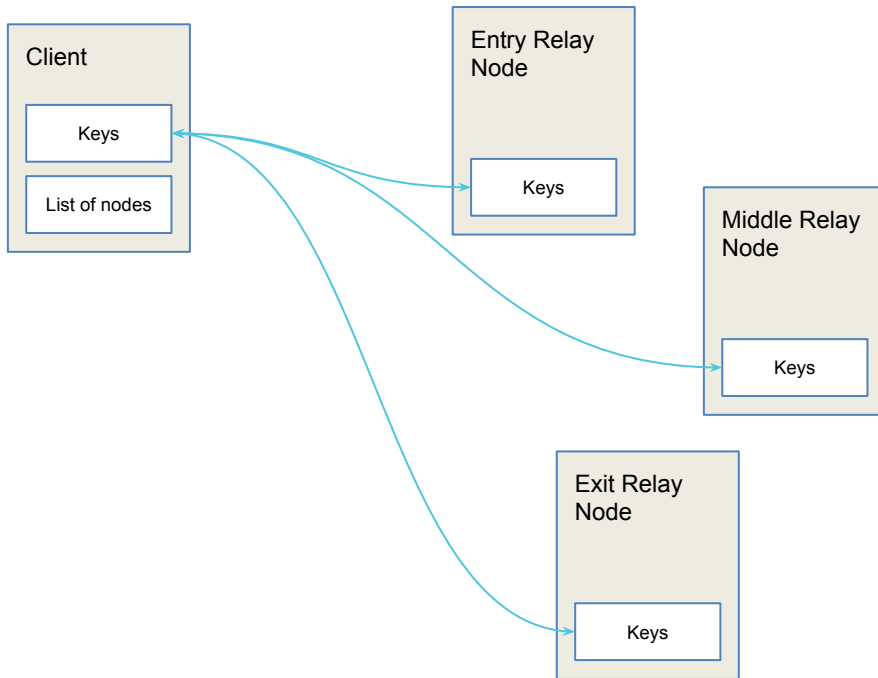 Client
Keys
List of nodes
Entry Relay
Node
Keys
Middle Relay
Node
Keys
Exit Relay
Node
Keys